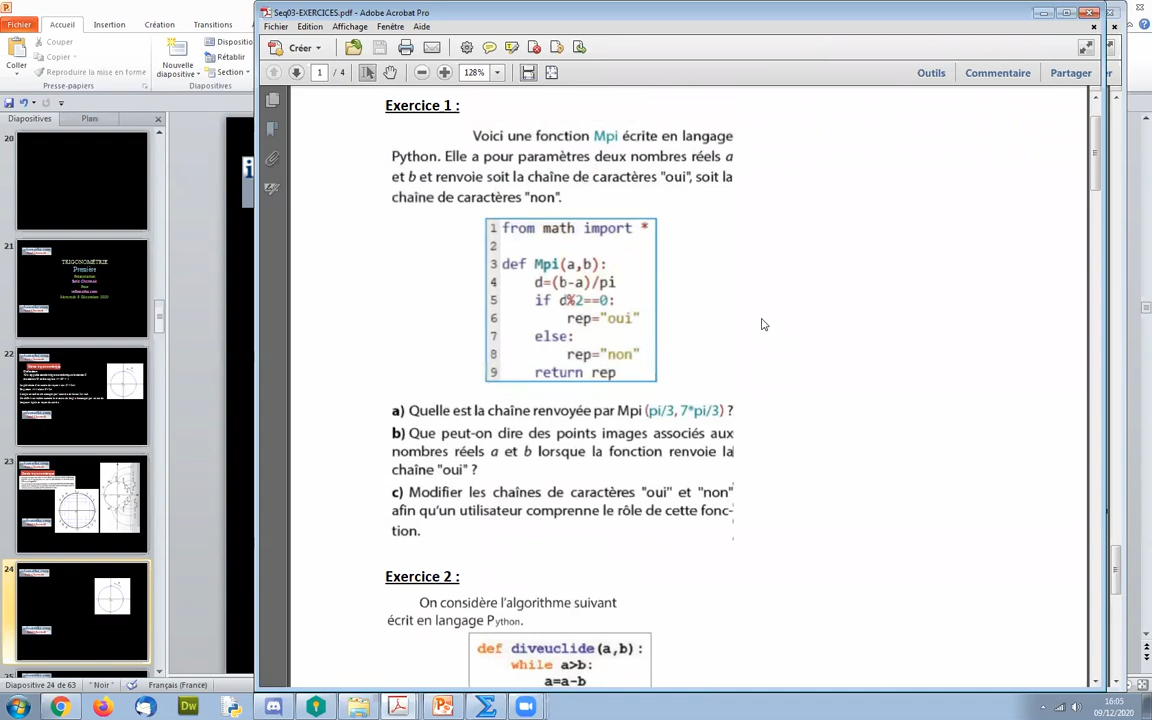 Fichier Accueil Insertion Création Transitions
Coller
Couper
Copier
Reproduire la mise en forme
Presse-papiers
Nouvelle diapositive
Dispositio
Rétablir
Section
Diapositives
Diapositives Plan
20
21
TRIGONOMÉTRIE
Première
22
23
24
Seq03-EXERCICES.pdf - Adobe Acrobat Pro
Fichier Edition Affichage Fenêtre Aide
Créer
1 / 4
128%
Outils Commentaire Partager
Exercice 1 :
Voici une fonction Mpi écrite en langage
Python. Elle a pour paramètres deux nombres réels a
et b et renvoie soit la chaîne de caractères "oui", soit la
chaîne de caractères "non".
1 from math import *
2
3 def Mpi(a,b):
4 d=(b-a)/pi
5 if d%2==0:
6 rep="oui"
7 else:
8 rep="non"
9 return rep
a) Quelle est la chaîne renvoyée par Mpi (pi/3, 7*pi/3) ?
b) Que peut-on dire des points images associés aux
nombres réels a et b lorsque la fonction renvoie la
chaîne "oui" ?
c) Modifier les chaînes de caractères "oui" et "non"
afin qu'un utilisateur comprenne le rôle de cette fonc-
tion.
Exercice 2 :
On considère l'algorithme suivant
écrit en langage Python.
def diveuclide(a,b):
while a>b:
a=a-b
Diapositive 24 de 63 "Noir" Français (France)
Dw
16:05
09/12/2020